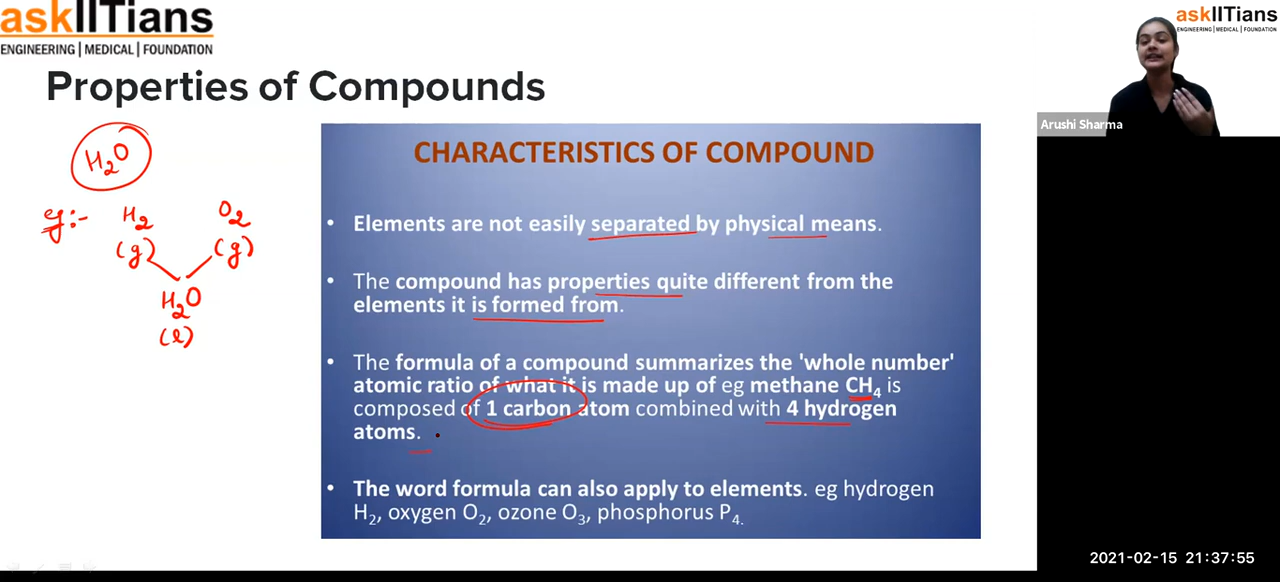 askIITians
ENGINEERING | MEDICAL | FOUNDATION
askIITians
ENGINEERING | MEDICAL | FOUNDATION
Properties of Compounds
Arushi Sharma
H₂O
eg:- H₂ O₂
(g) (g)
H₂O
(l)
CHARACTERISTICS OF COMPOUND
• Elements are not easily separated by physical means.
• The compound has properties quite different from the
elements it is formed from.
• The formula of a compound summarizes the 'whole number'
atomic ratio of what it is made up of eg methane CH₄ is
composed of 1 carbon atom combined with 4 hydrogen
atoms.
• The word formula can also apply to elements. eg hydrogen
H₂, oxygen O₂, ozone O₃, phosphorus P₄.
2021-02-15 21:37:55